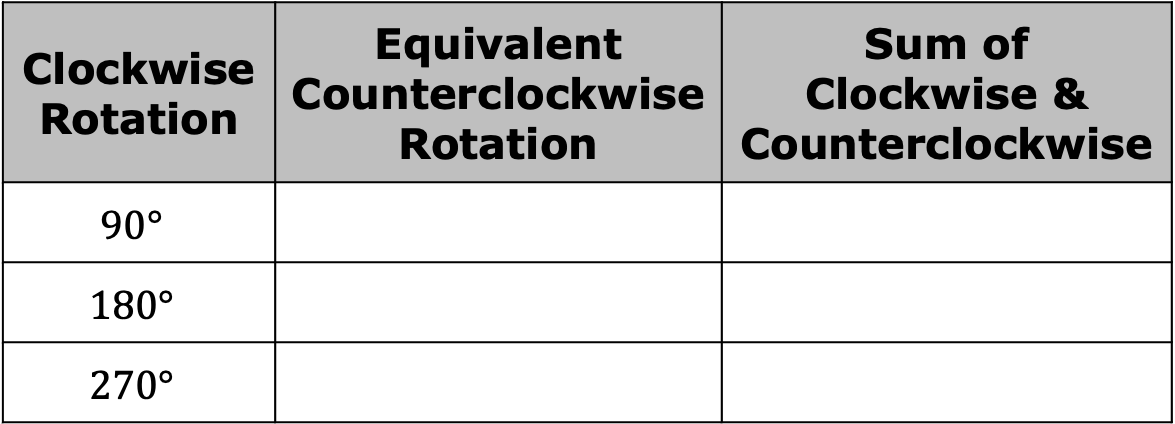 Clockwise
Rotation
Equivalent
Counterclockwise
Rotation
Sum of
Clockwise &
Counterclockwise
90°
180°
270°